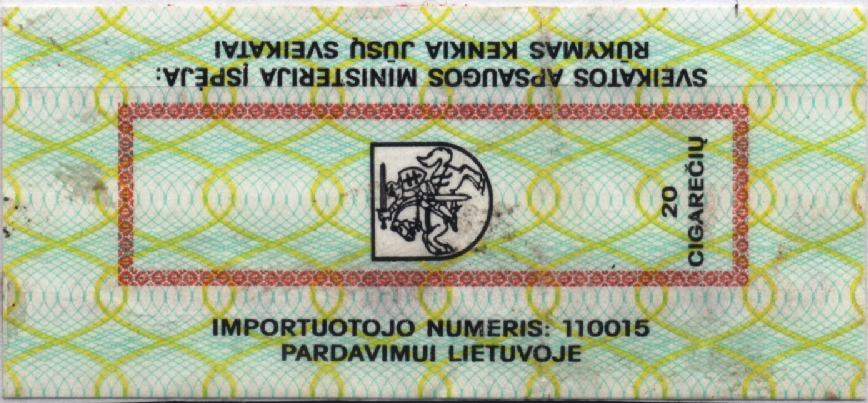 SVEIKATOS APSAUGOS MINISTERIJA ĮSPĖJA:
RŪKYMAS KENKIA JŪSŲ SVEIKATAI
20
CIGAREČIŲ
IMPORTUOTOJO NUMERIS: 110015
PARDAVIMUI LIETUVOJE